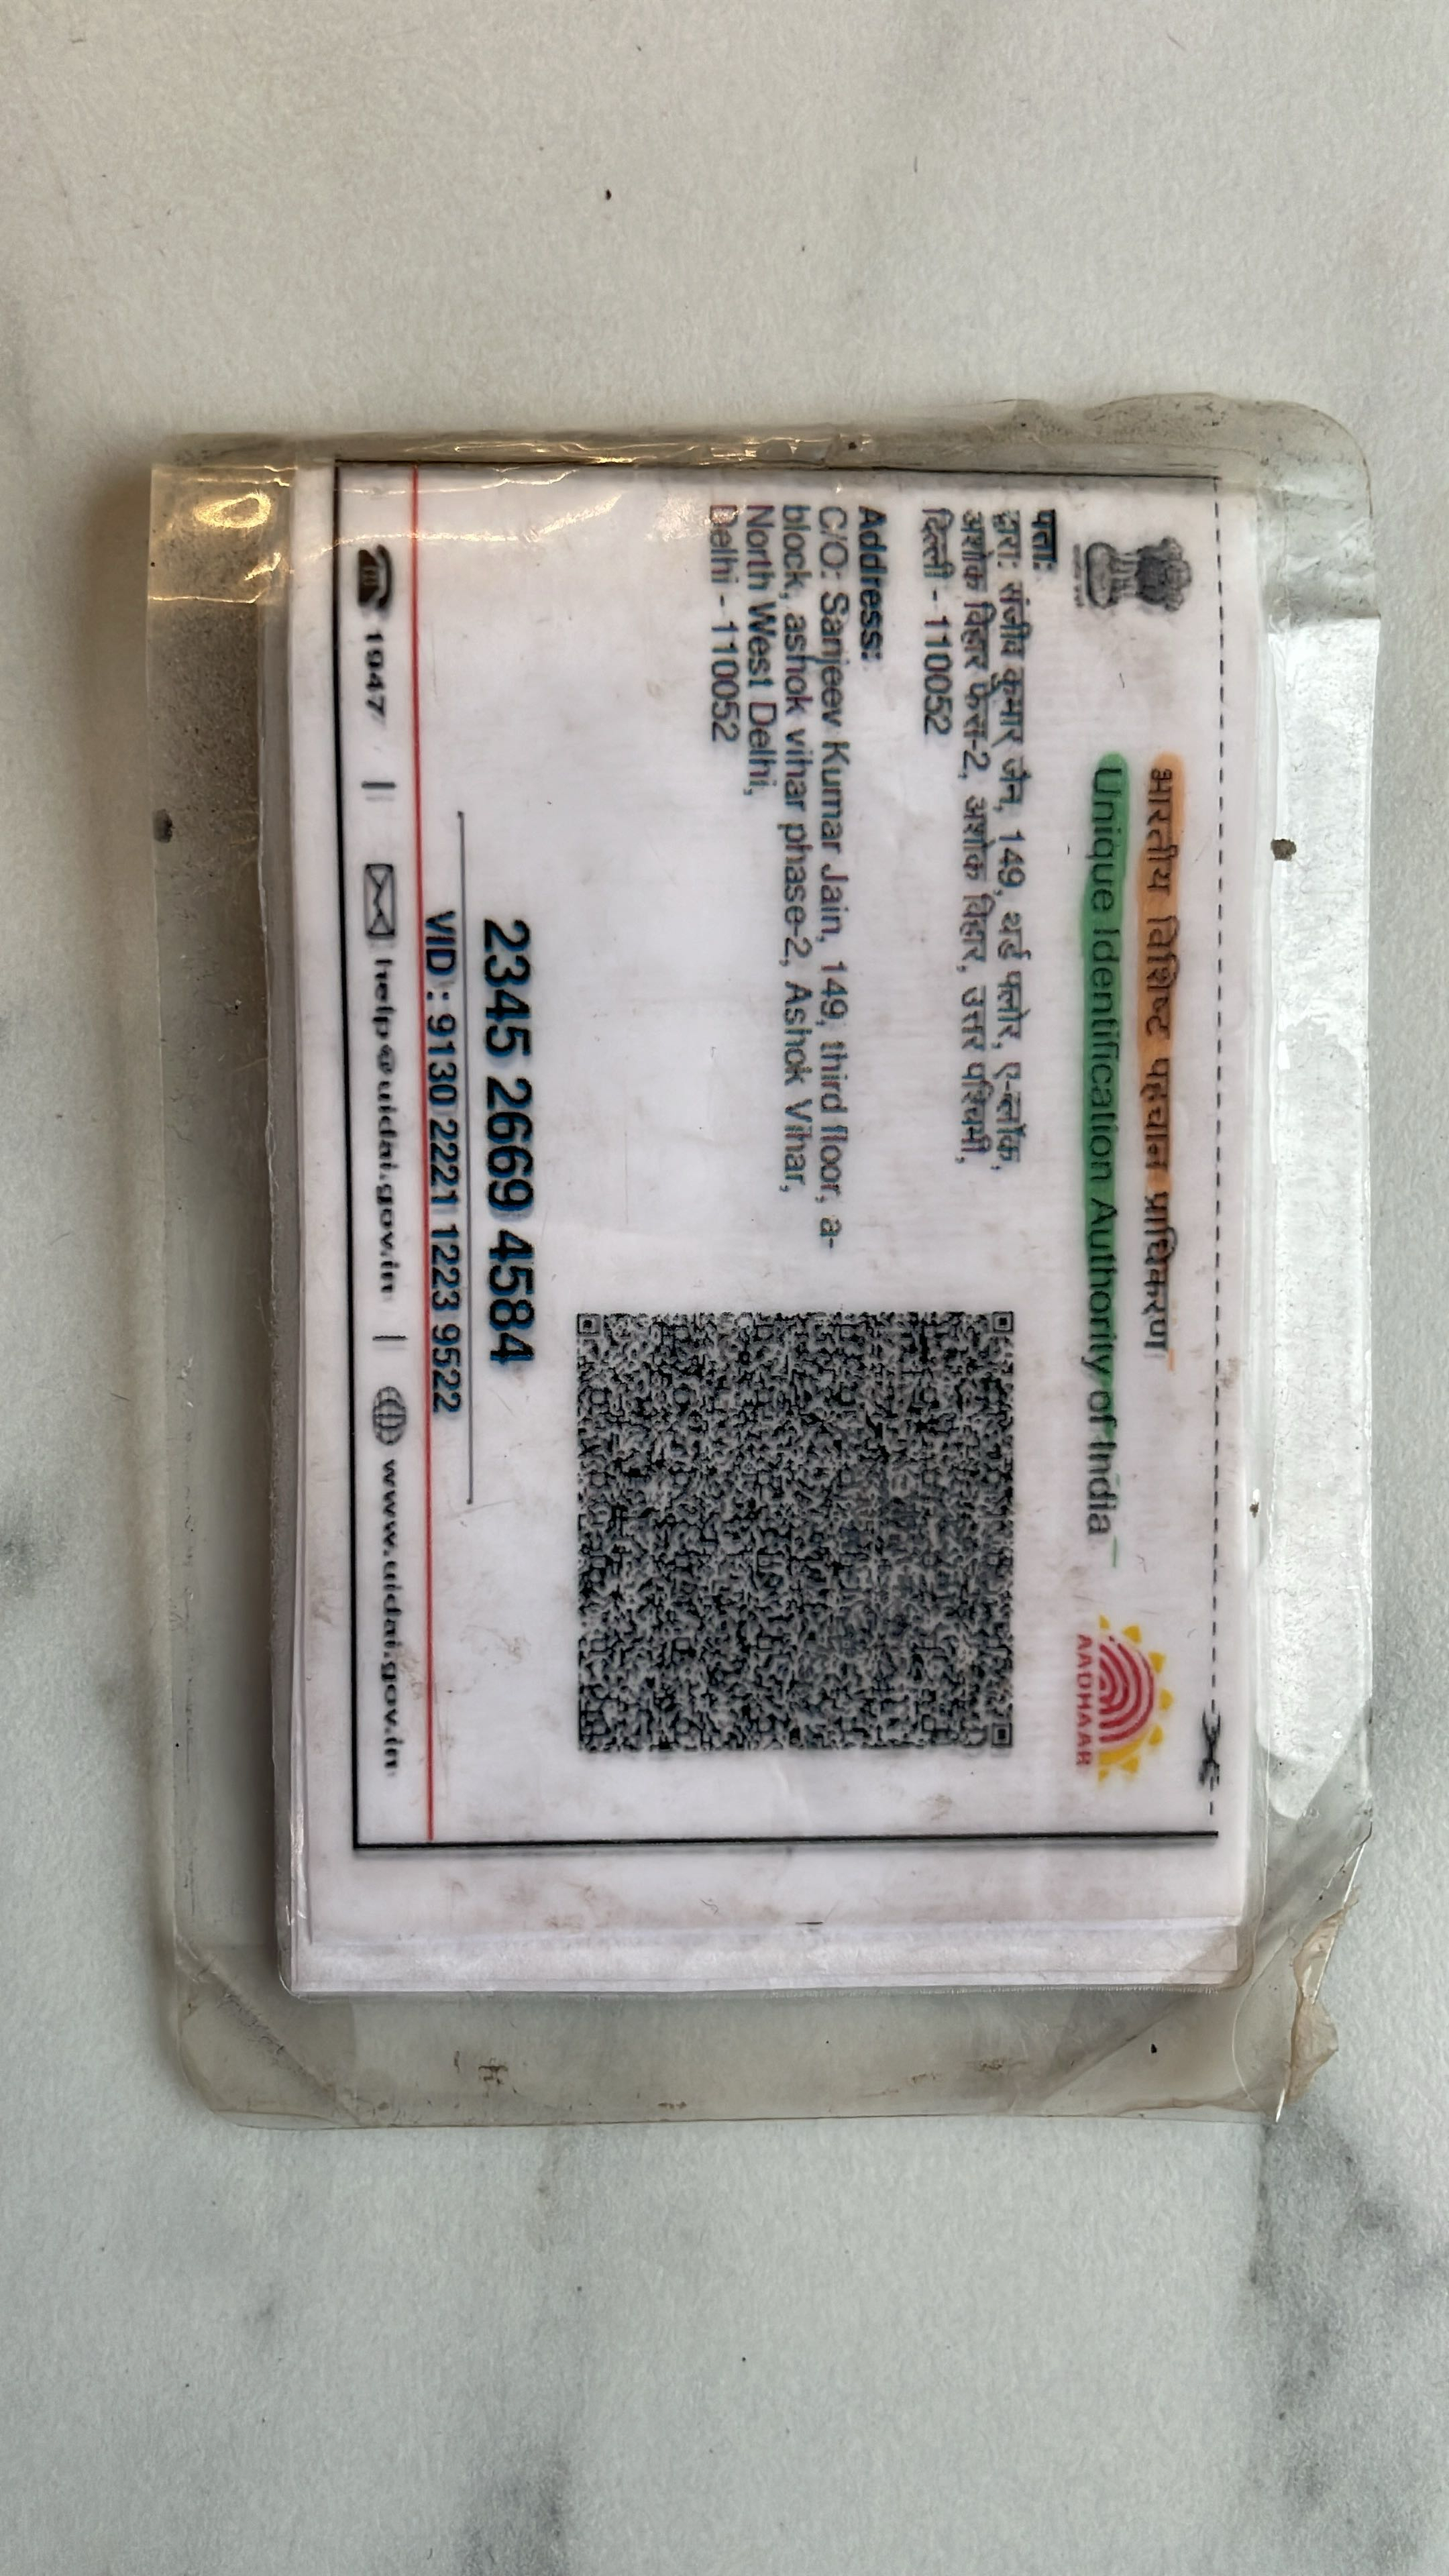 भारतीय विशिष्ट पहचान प्राधिकरण
Unique Identification Authority of India
AADHAAR
पता:
द्वारा: संजीव कुमार जैन, 149, थर्ड फ्लोर, ए-ब्लॉक,
अशोक विहार फेस-2, अशोक विहार, उत्तर पश्चिमी,
दिल्ली - 110052
Address:
C/O: Sanjeev Kumar Jain, 149, third floor, a-
block, ashok vihar phase-2, Ashok Vihar,
North West Delhi,
Delhi - 110052
2345 2669 4584
VID : 9130 2221 1223 9522
1947 | help@uidai.gov.in | www.uidai.gov.in